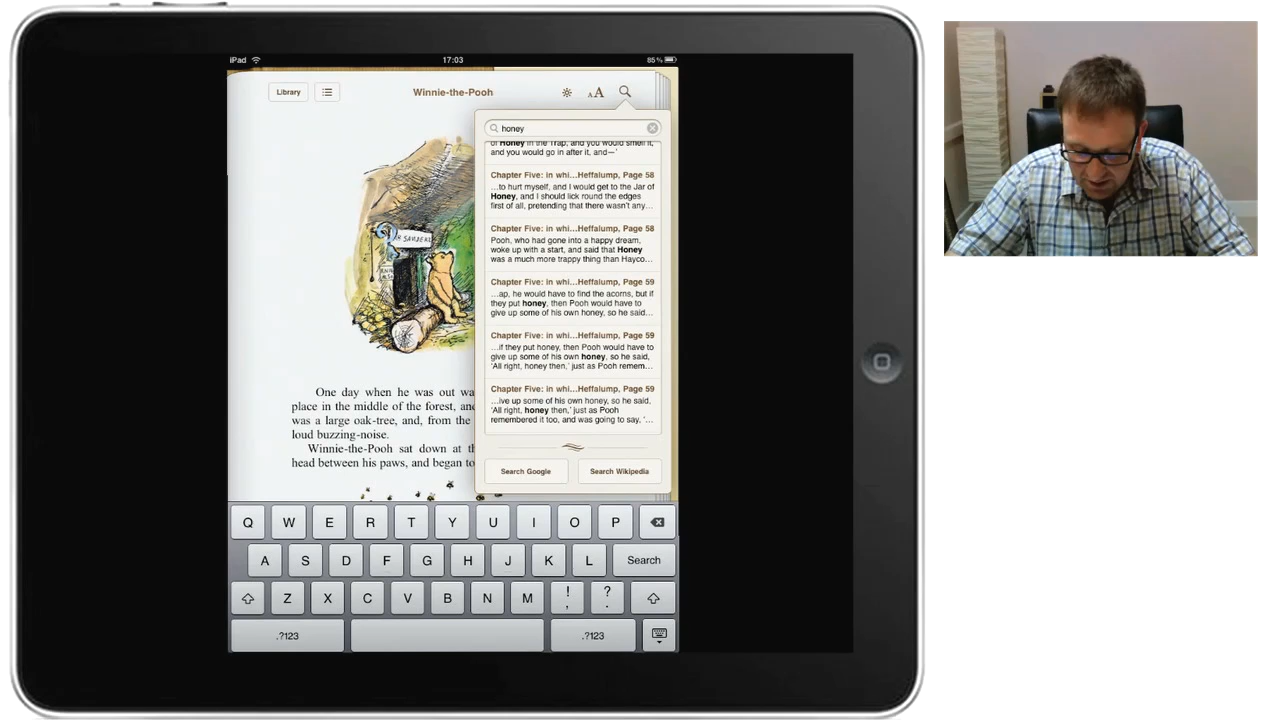 iPad
17:03
85%
Library
Winnie-the-Pooh
AA
honey
of Honey in the Trap, and you would smell it,
and you would go in after it, and—'
Chapter Five: in whi...Heffalump, Page 58
...to hurt myself, and I would get to the Jar of
Honey, and I should lick round the edges
first of all, pretending that there wasn't any...
Chapter Five: in whi...Heffalump, Page 58
Pooh, who had gone into a happy dream,
woke up with a start, and said that Honey
was a much more trappy thing than Hayco...
Chapter Five: in whi...Heffalump, Page 59
...ap, he would have to find the acorns, but if
they put honey, then Pooh would have to
give up some of his own honey, so he said...
Chapter Five: in whi...Heffalump, Page 59
...if they put honey, then Pooh would have to
give up some of his own honey, so he said,
'All right, honey then,' just as Pooh remem...
Chapter Five: in whi...Heffalump, Page 59
...ive up some of his own honey, so he said,
'All right, honey then,' just as Pooh
remembered it too, and was going to say, '...
Search Google
Search Wikipedia
SANDERS
One day when he was out wa
place in the middle of the forest, and
was a large oak-tree, and, from the
loud buzzing-noise.
Winnie-the-Pooh sat down at th
head between his paws, and began to
Q W E R T Y U I O P
A S D F G H J K L Search
Z X C V B N M ! , ? .
.?123 .?123